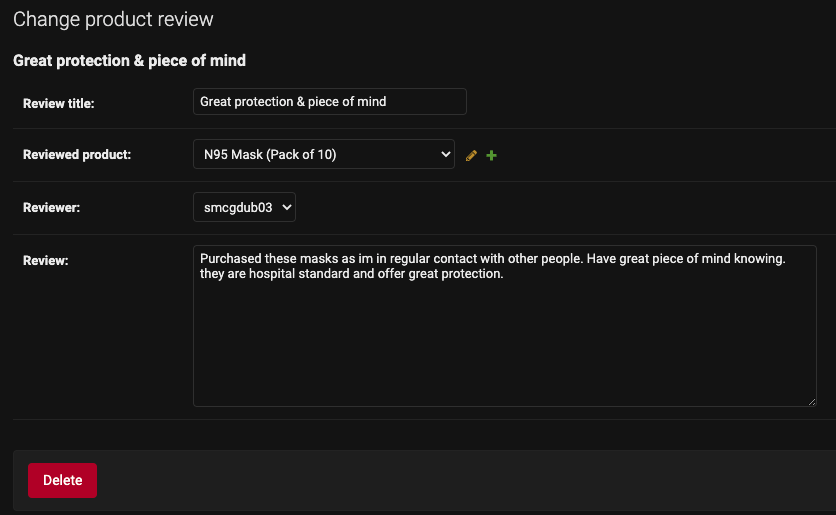 Change product review
Great protection & piece of mind
Review title:
Great protection & piece of mind
Reviewed product:
N95 Mask (Pack of 10)
Reviewer:
smcgdub03
Review:
Purchased these masks as im in regular contact with other people. Have great piece of mind knowing.
they are hospital standard and offer great protection.
Delete